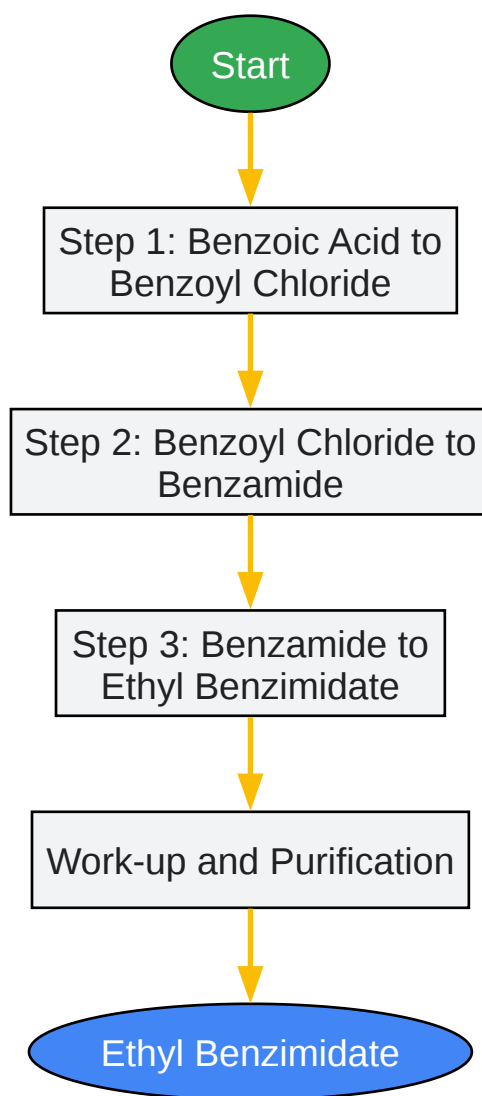 Start
Step 1: Benzoic Acid to
Benzoyl Chloride
Step 2: Benzoyl Chloride to
Benzamide
Step 3: Benzamide to
Ethyl Benzimidate
Work-up and Purification
Ethyl Benzimidate